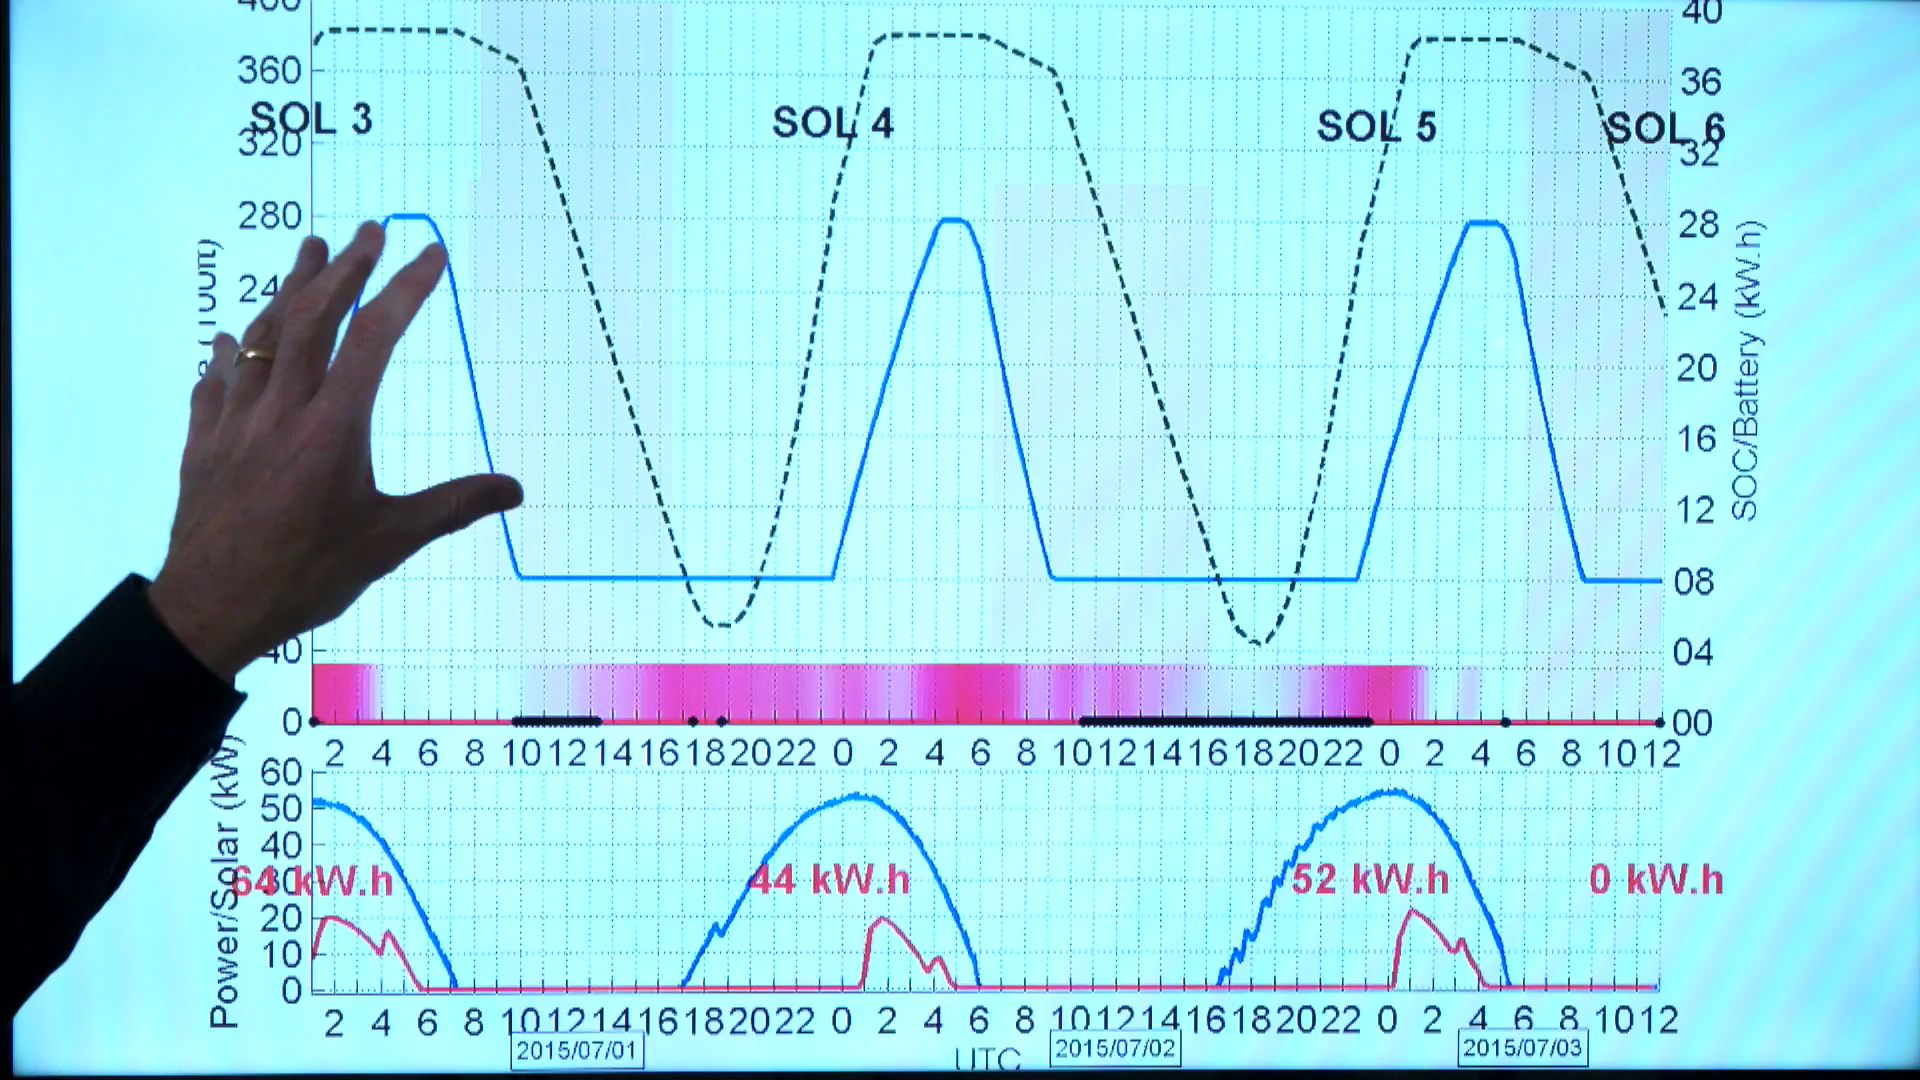 400 40
360 36
SOL 3 SOL 4 SOL 5 SOL 6
320 32
280 28
24 24
20
16
12
08
40 04
0 00
SOC/Battery (kW.h)
2 4 6 8 10 12 14 16 18 20 22 0 2 4 6 8 10 12 14 16 18 20 22 0 2 4 6 8 10 12
Power/Solar (kW)
60
50
40
30
20
10
0
64 kW.h 44 kW.h 52 kW.h 0 kW.h
2 4 6 8 10 12 14 16 18 20 22 0 2 4 6 8 10 12 14 16 18 20 22 0 2 4 6 8 10 12
2015/07/01 2015/07/02 2015/07/03
UTC